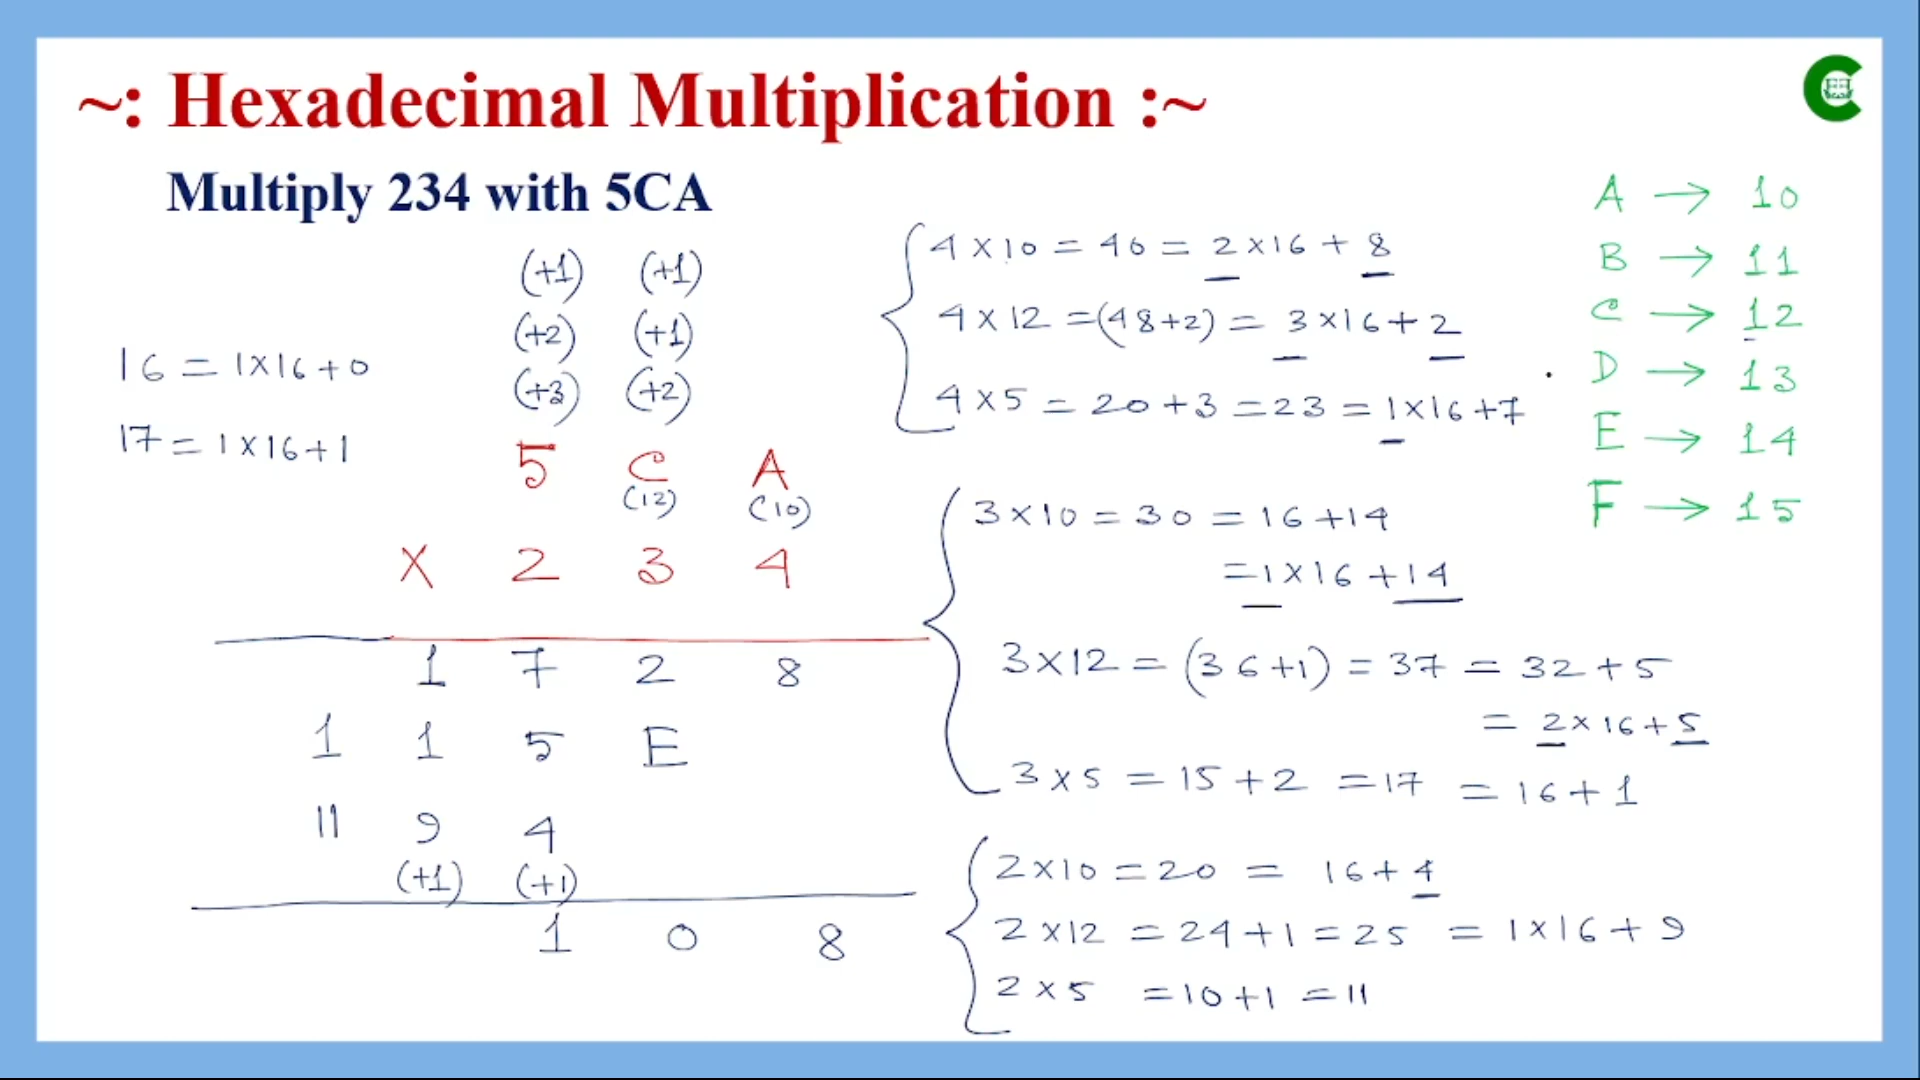 ~: Hexadecimal Multiplication :~
Multiply 234 with 5CA
16 = 1×16+0
17 = 1×16+1
(+1) (+1)
(+2) (+1)
(+3) (+2)
5 C A
(12) (10)
× 2 3 4
1 7 2 8
1 1 5 E
11 9 4
(+1) (+1)
1 0 8
4×10 = 40 = 2×16 + 8
4×12 = (48+2) = 3×16+2
4×5 = 20+3 = 23 = 1×16+7
3×10 = 30 = 16+14
= 1×16+14
3×12 = (36+1) = 37 = 32+5
= 2×16+5
3×5 = 15+2 = 17 = 16+1
2×10 = 20 = 16+4
2×12 = 24+1 = 25 = 1×16+9
2×5 = 10+1 = 11
A → 10
B → 11
C → 12
D → 13
E → 14
F → 15
C